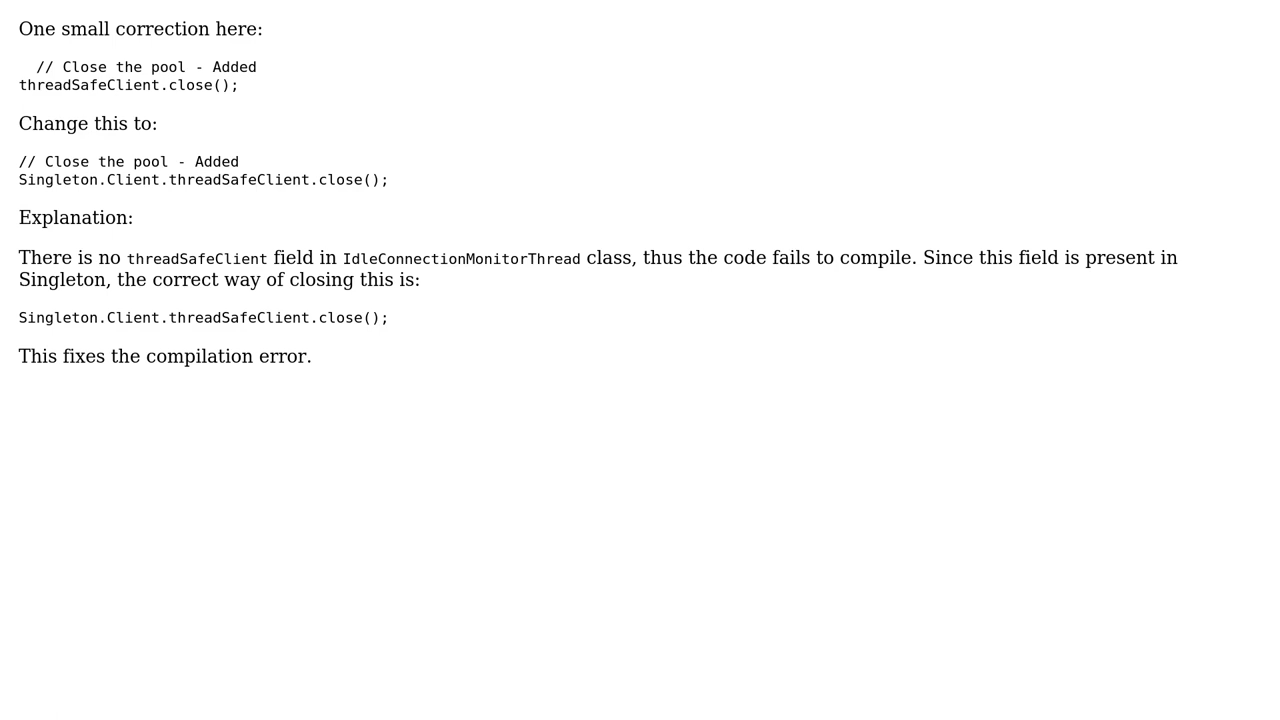 One small correction here:
  // Close the pool - Added
threadSafeClient.close();
Change this to:
// Close the pool - Added
Singleton.Client.threadSafeClient.close();
Explanation:
There is no threadSafeClient field in IdleConnectionMonitorThread class, thus the code fails to compile. Since this field is present in
Singleton, the correct way of closing this is:
Singleton.Client.threadSafeClient.close();
This fixes the compilation error.